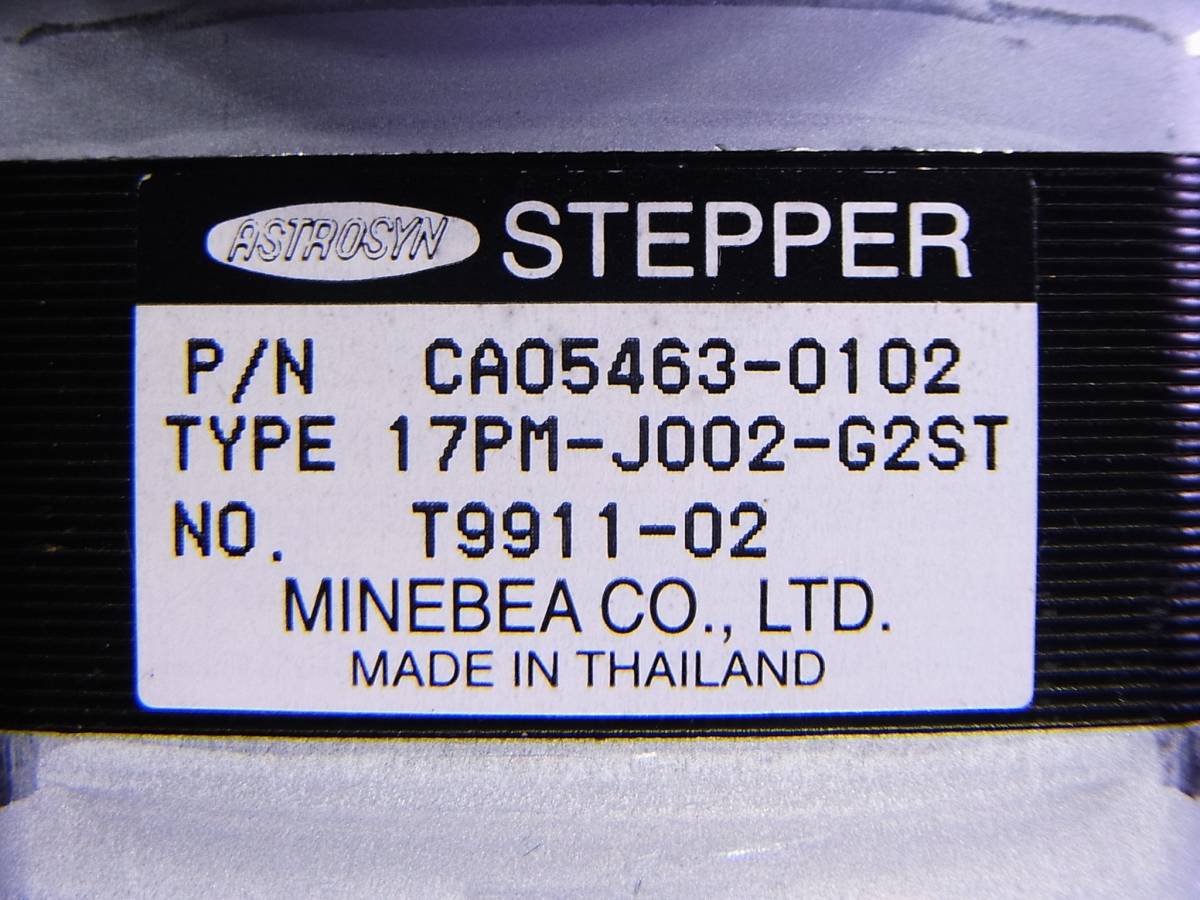 ASTROSYN STEPPER
P/N CA05463-0102
TYPE 17PM-J002-G2ST
NO. T9911-02
MINEBEA CO., LTD.
MADE IN THAILAND